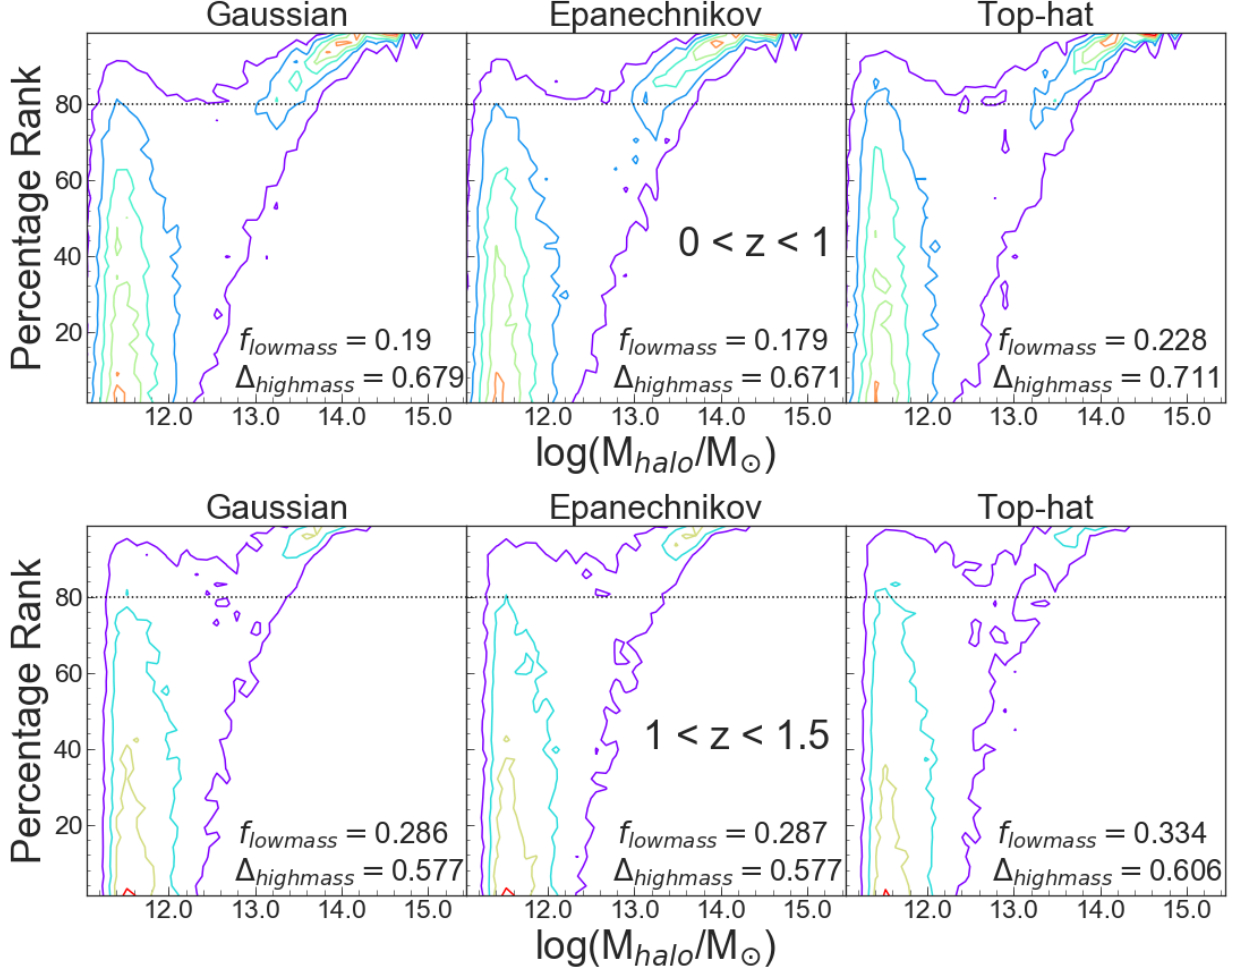 Gaussian Epanechnikov Top-hat
Percentage Rank
80
60
40
20
0 < z < 1
f_lowmass = 0.19
Δ_highmass = 0.679
f_lowmass = 0.179
Δ_highmass = 0.671
f_lowmass = 0.228
Δ_highmass = 0.711
12.0 13.0 14.0 15.0 12.0 13.0 14.0 15.0 12.0 13.0 14.0 15.0
log(M_halo/M_⊙)
Gaussian Epanechnikov Top-hat
Percentage Rank
80
60
40
20
1 < z < 1.5
f_lowmass = 0.286
Δ_highmass = 0.577
f_lowmass = 0.287
Δ_highmass = 0.577
f_lowmass = 0.334
Δ_highmass = 0.606
12.0 13.0 14.0 15.0 12.0 13.0 14.0 15.0 12.0 13.0 14.0 15.0
log(M_halo/M_⊙)